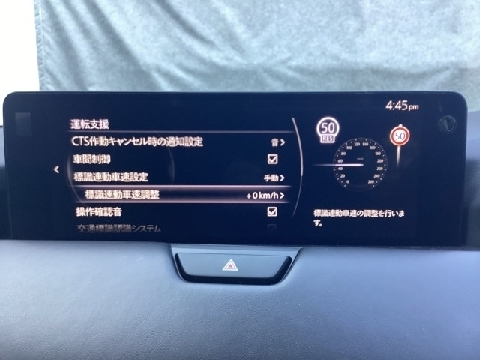 4:45 pm
運転支援
CTS作動キャンセル時の通知設定 音
車間制御
標識連動車速設定 手動
標識連動車速調整 +0 km/h
操作確認音
交通標識認識システム
50
50
標識連動車速の調整を行いま
す。